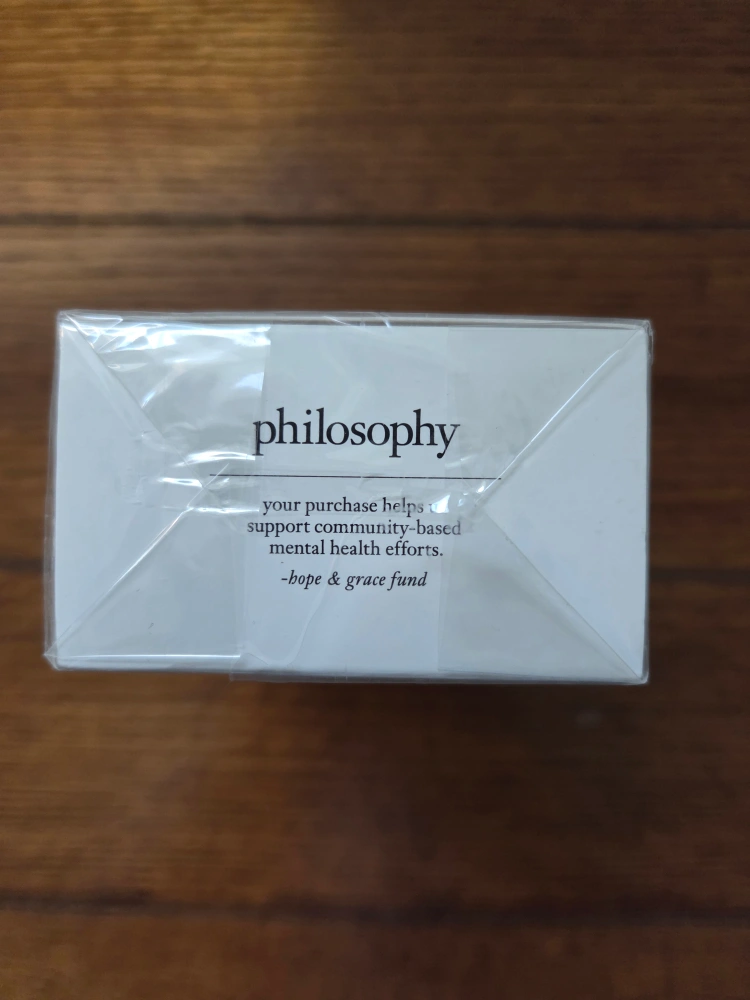 philosophy
your purchase helps
support community-based
mental health efforts.
-hope & grace fund